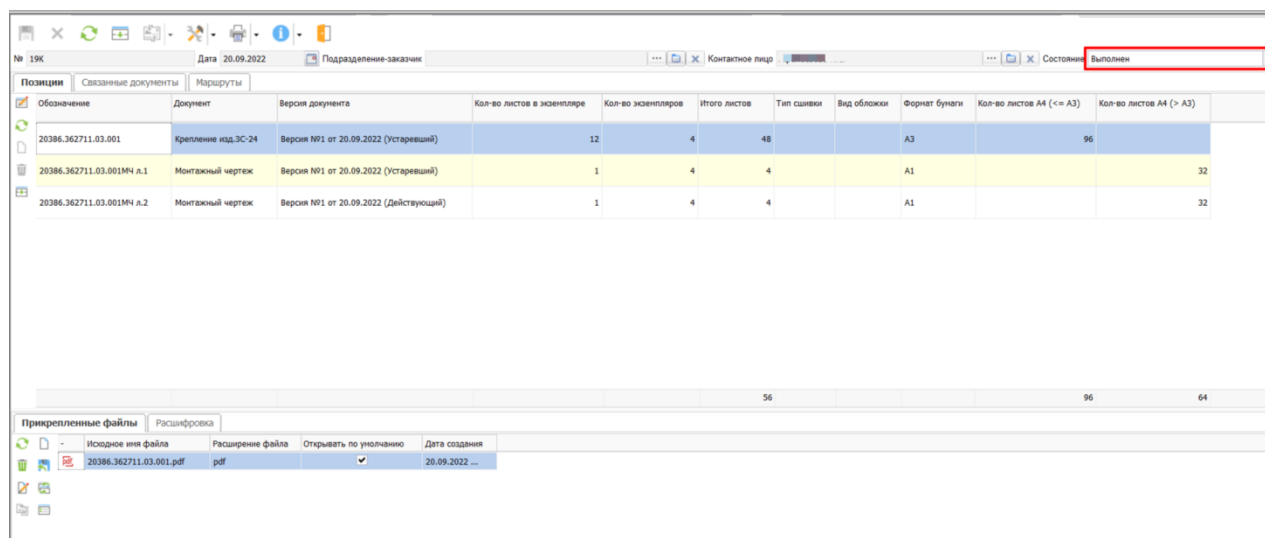 № 19К Дата 20.09.2022 Подразделение-заказчик Контактное лицо Состояние Выполнен
Позиции Связанные документы Маршруты
Обозначение Документ Версия документа Кол-во листов в экземпляре Кол-во экземпляров Итого листов Тип сшивки Вид обложки Формат бумаги Кол-во листов А4 (<= А3) Кол-во листов А4 (> А3)
20386.362711.03.001 Крепление изд.ЗС-24 Версия №1 от 20.09.2022 (Устаревший) 12 4 48 А3 96
20386.362711.03.001МЧ л.1 Монтажный чертеж Версия №1 от 20.09.2022 (Устаревший) 1 4 4 А1 32
20386.362711.03.001МЧ л.2 Монтажный чертеж Версия №1 от 20.09.2022 (Действующий) 1 4 4 А1 32
56 96 64
Прикрепленные файлы Расшифровка
- Исходное имя файла Расширение файла Открывать по умолчанию Дата создания
20386.362711.03.001.pdf pdf 20.09.2022 ...